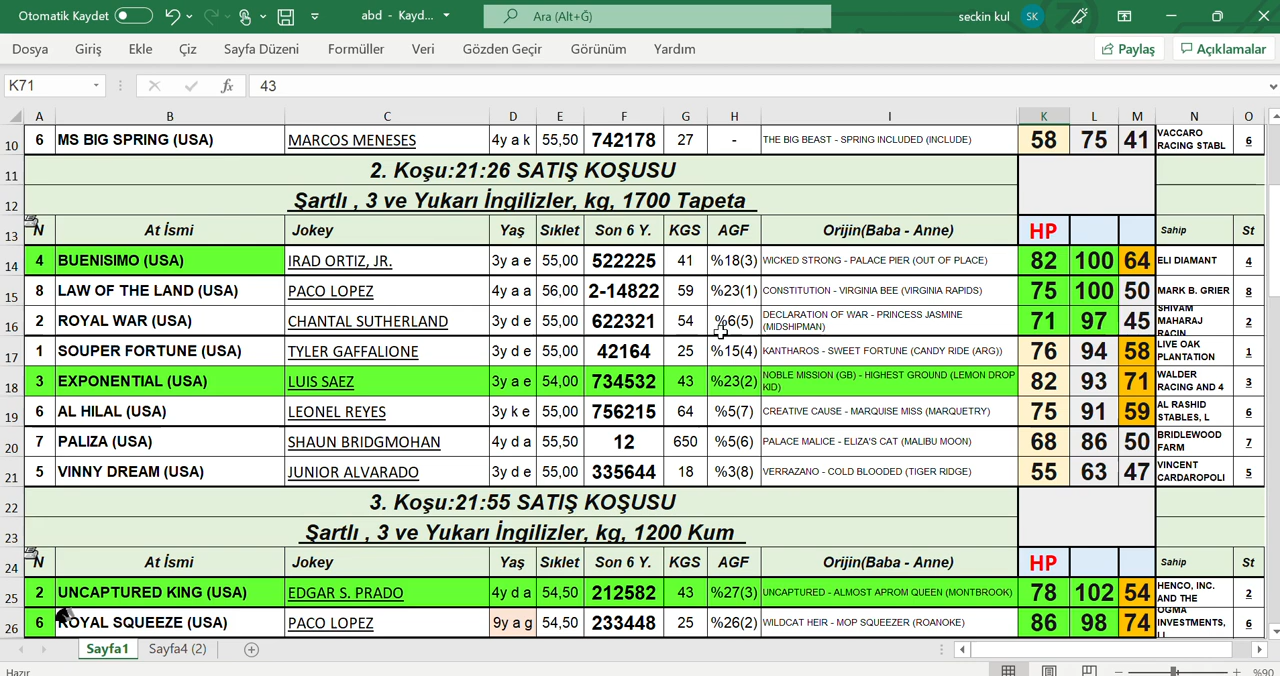 Otomatik Kaydet
abd - Kayd...
Ara (Alt+Ğ)
seckin kul
SK
Dosya Giriş Ekle Çiz Sayfa Düzeni Formüller Veri Gözden Geçir Görünüm Yardım
Paylaş Açıklamalar
K71 fx 43
A B C D E F G H I K L M N O
10 6 MS BIG SPRING (USA) MARCOS MENESES 4y a k 55,50 742178 27 - THE BIG BEAST - SPRING INCLUDED (INCLUDE) 58 75 41 VACCARO RACING STABL 6
11 2. Koşu:21:26 SATIŞ KOŞUSU
12 Şartlı , 3 ve Yukarı İngilizler, kg, 1700 Tapeta
13 N At İsmi Jokey Yaş Sıklet Son 6 Y. KGS AGF Orijin(Baba - Anne) HP Sahip St
14 4 BUENISIMO (USA) IRAD ORTIZ, JR. 3y a e 55,00 522225 41 %18(3) WICKED STRONG - PALACE PIER (OUT OF PLACE) 82 100 64 ELI DIAMANT 4
15 8 LAW OF THE LAND (USA) PACO LOPEZ 4y a a 56,00 2-14822 59 %23(1) CONSTITUTION - VIRGINIA BEE (VIRGINIA RAPIDS) 75 100 50 MARK B. GRIER 8
16 2 ROYAL WAR (USA) CHANTAL SUTHERLAND 3y d e 55,00 622321 54 %6(5) DECLARATION OF WAR - PRINCESS JASMINE (MIDSHIPMAN) 71 97 45 SHIVAM MAHARAJ RACIN 2
17 1 SOUPER FORTUNE (USA) TYLER GAFFALIONE 3y d e 55,00 42164 25 %15(4) KANTHAROS - SWEET FORTUNE (CANDY RIDE (ARG)) 76 94 58 LIVE OAK PLANTATION 1
18 3 EXPONENTIAL (USA) LUIS SAEZ 3y a e 54,00 734532 43 %23(2) NOBLE MISSION (GB) - HIGHEST GROUND (LEMON DROP KID) 82 93 71 WALDER RACING AND 4 3
19 6 AL HILAL (USA) LEONEL REYES 3y k e 55,00 756215 64 %5(7) CREATIVE CAUSE - MARQUISE MISS (MARQUETRY) 75 91 59 AL RASHID STABLES, L 6
20 7 PALIZA (USA) SHAUN BRIDGMOHAN 4y d a 55,50 12 650 %5(6) PALACE MALICE - ELIZA'S CAT (MALIBU MOON) 68 86 50 BRIDLEWOOD FARM 7
21 5 VINNY DREAM (USA) JUNIOR ALVARADO 3y d e 55,00 335644 18 %3(8) VERRAZANO - COLD BLOODED (TIGER RIDGE) 55 63 47 VINCENT CARDAROPOLI 5
22 3. Koşu:21:55 SATIŞ KOŞUSU
23 Şartlı , 3 ve Yukarı İngilizler, kg, 1200 Kum
24 N At İsmi Jokey Yaş Sıklet Son 6 Y. KGS AGF Orijin(Baba - Anne) HP Sahip St
25 2 UNCAPTURED KING (USA) EDGAR S. PRADO 4y d a 54,50 212582 43 %27(3) UNCAPTURED - ALMOST APROM QUEEN (MONTBROOK) 78 102 54 HENCO, INC. AND THE 2
26 6 ROYAL SQUEEZE (USA) PACO LOPEZ 9y a g 54,50 233448 25 %26(2) WILDCAT HEIR - MOP SQUEEZER (ROANOKE) 86 98 74 OGMA INVESTMENTS, 6
Sayfa1 Sayfa4 (2)
Hazır %90